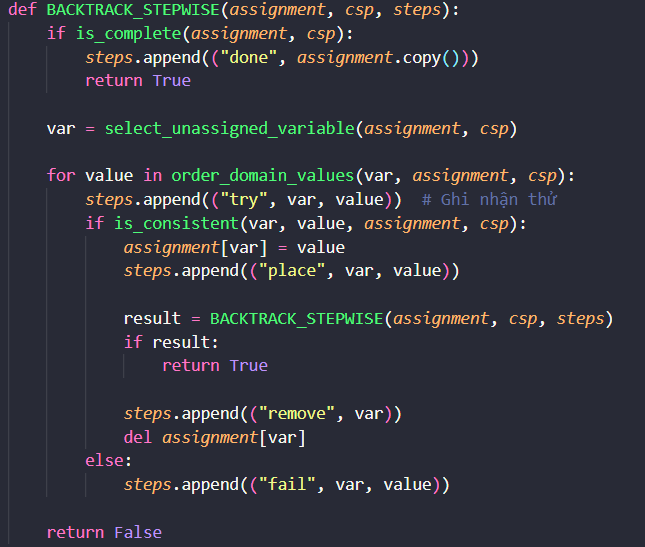 def BACKTRACK_STEPWISE(assignment, csp, steps):
    if is_complete(assignment, csp):
        steps.append(("done", assignment.copy()))
        return True

    var = select_unassigned_variable(assignment, csp)

    for value in order_domain_values(var, assignment, csp):
        steps.append(("try", var, value))  # Ghi nhận thử
        if is_consistent(var, value, assignment, csp):
            assignment[var] = value
            steps.append(("place", var, value))

            result = BACKTRACK_STEPWISE(assignment, csp, steps)
            if result:
                return True

            steps.append(("remove", var))
            del assignment[var]
        else:
            steps.append(("fail", var, value))

    return False